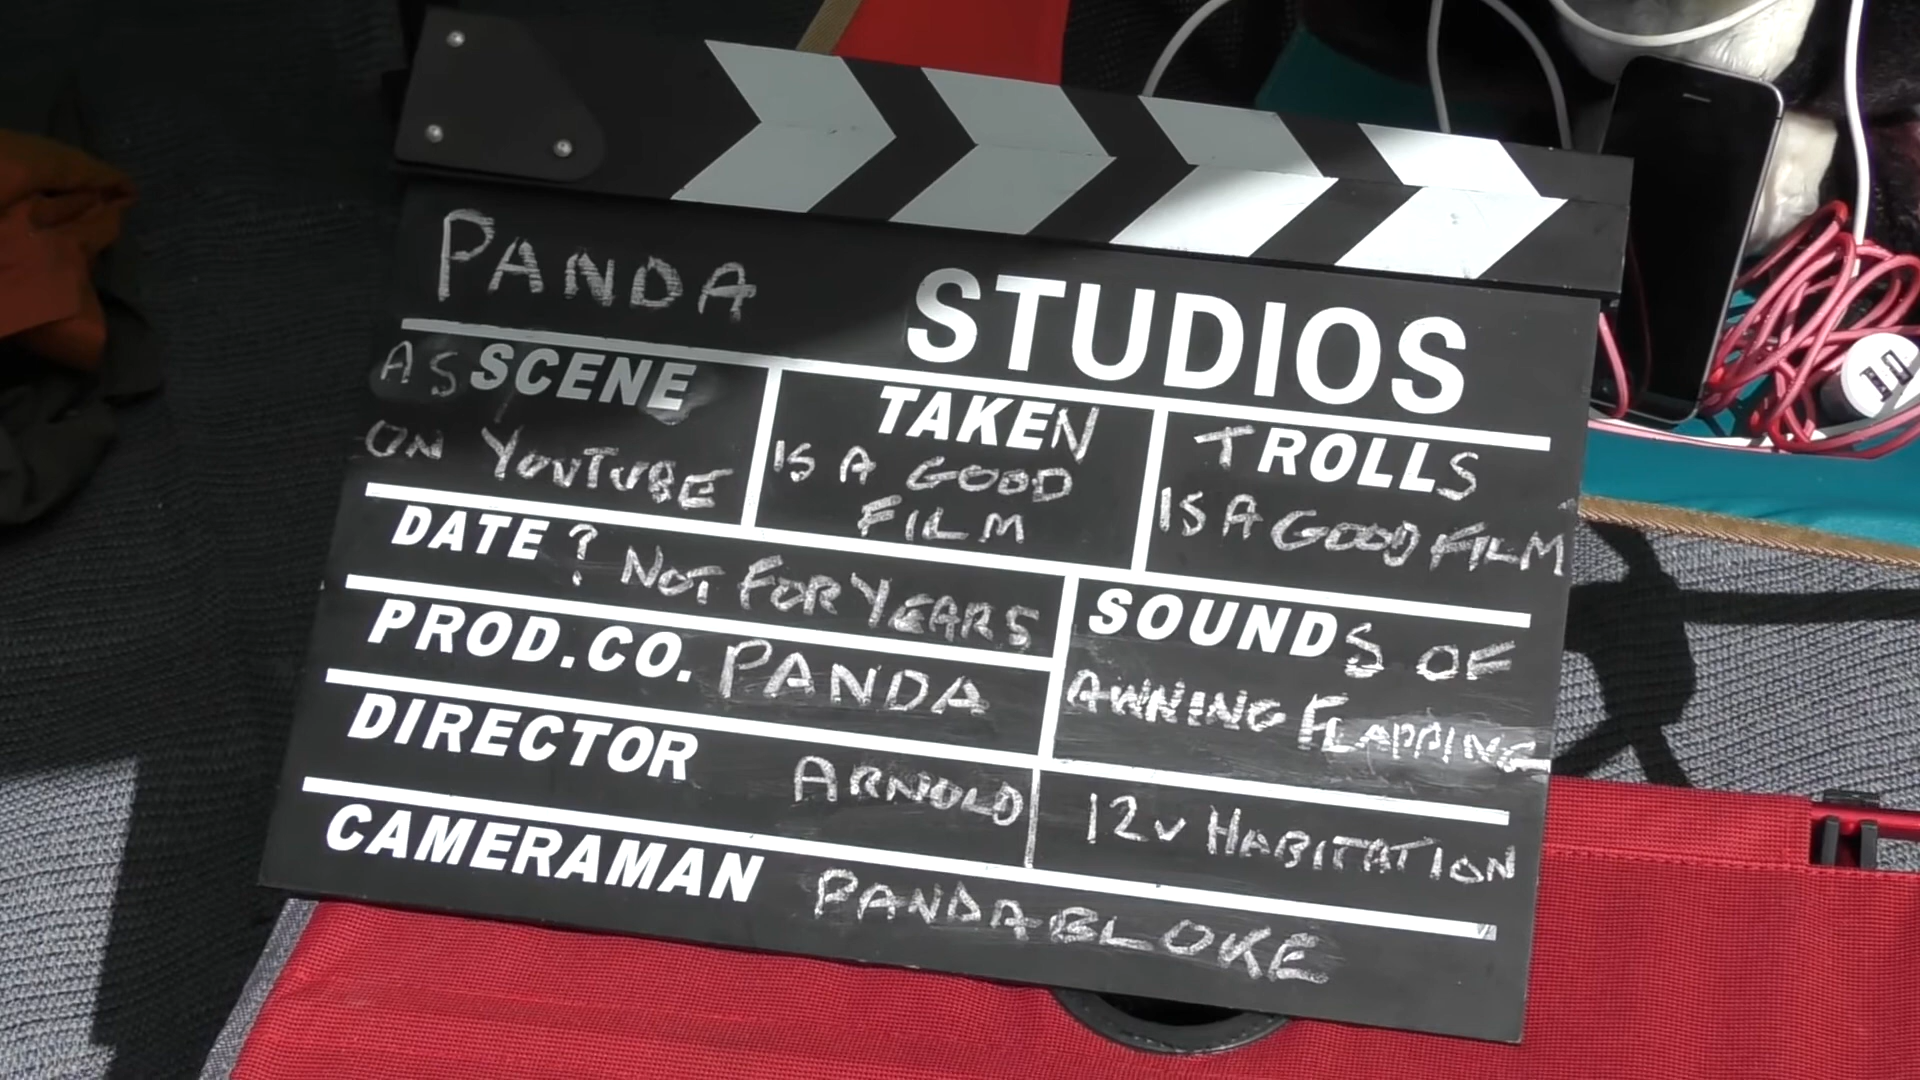 PANDA STUDIOS
AS SCENE
ON YOUTUBE
TAKEN
IS A GOOD
FILM
TROLLS
IS A GOOD FILM
DATE? NOT FOR YEARS
PROD.CO. PANDA
SOUNDS OF
AWNING FLAPPING
DIRECTOR ARNOLD
12v HABITATION
CAMERAMAN PANDABLOKE